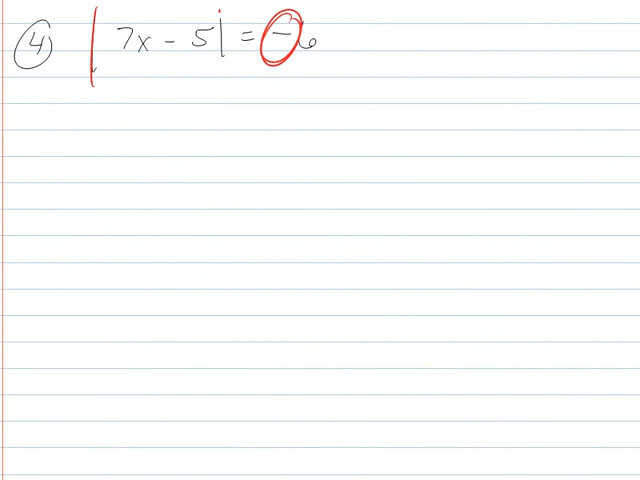 ④ |7x - 5| = -6